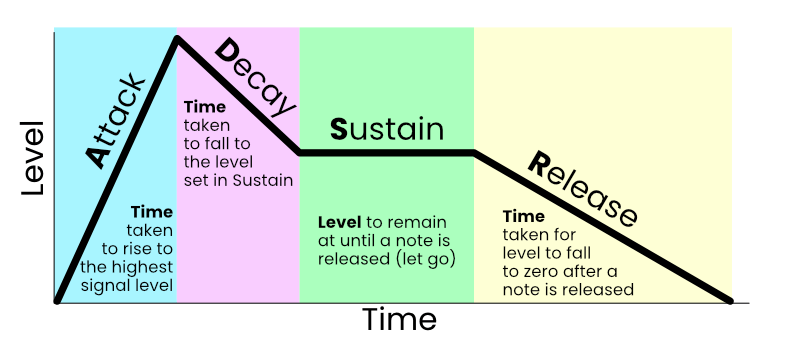 Level
Attack
Time
taken
to rise to
the highest
signal level
Decay
Time
taken
to fall to
the level
set in Sustain
Sustain
Level to remain
at until a note is
released (let go)
Release
Time
taken for
level to fall
to zero after a
note is released
Time